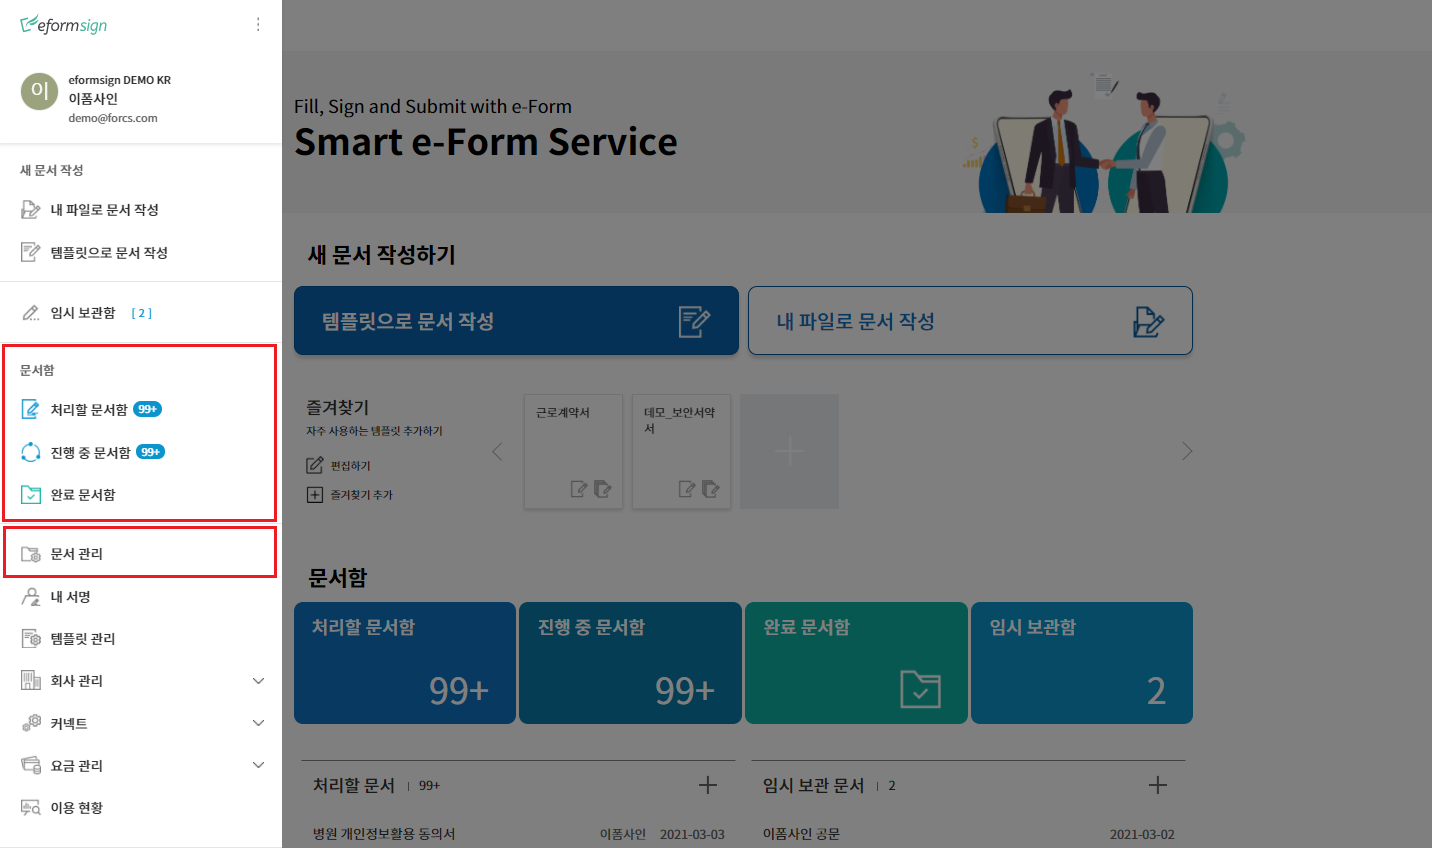 eformsign
이
eformsign DEMO KR
이폼사인
demo@forcs.com
새 문서 작성
내 파일로 문서 작성
템플릿으로 문서 작성
임시 보관함 [ 2 ]
문서함
처리할 문서함 99+
진행 중 문서함 99+
완료 문서함
문서 관리
내 서명
템플릿 관리
회사 관리
커넥트
요금 관리
이용 현황
Fill, Sign and Submit with e-Form
Smart e-Form Service
새 문서 작성하기
템플릿으로 문서 작성
내 파일로 문서 작성
즐겨찾기
자주 사용하는 템플릿 추가하기
편집하기
즐겨찾기 추가
근로계약서
데모_보안서약
서
문서함
처리할 문서함
99+
진행 중 문서함
99+
완료 문서함
임시 보관함
2
처리할 문서 | 99+
병원 개인정보활용 동의서 이폼사인 2021-03-03
임시 보관 문서 | 2
이폼사인 공문 2021-03-02